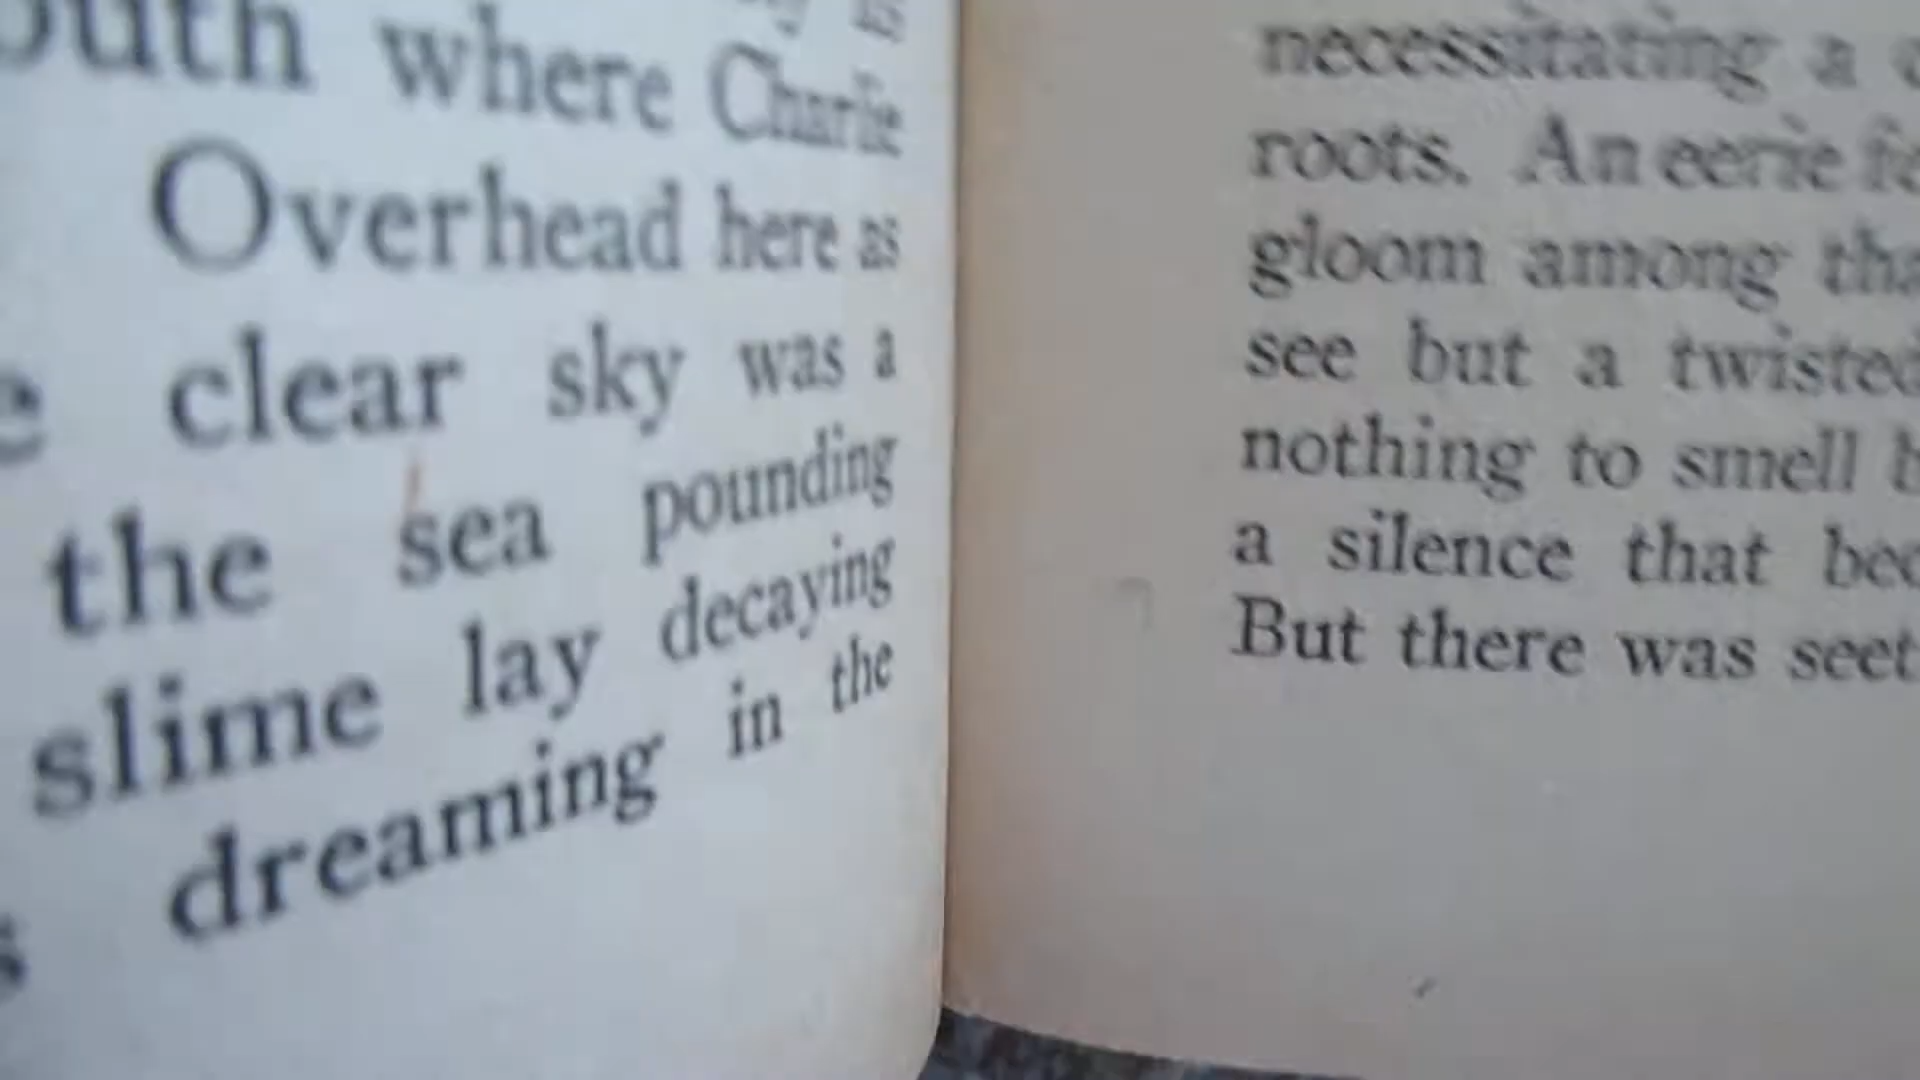 where Charlie
Overhead here as
clear sky was a
the sea pounding
slime lay decaying
dreaming in the
necessitating a
roots. An eerie
gloom among
see but a twisted
nothing to smell
a silence that
But there was